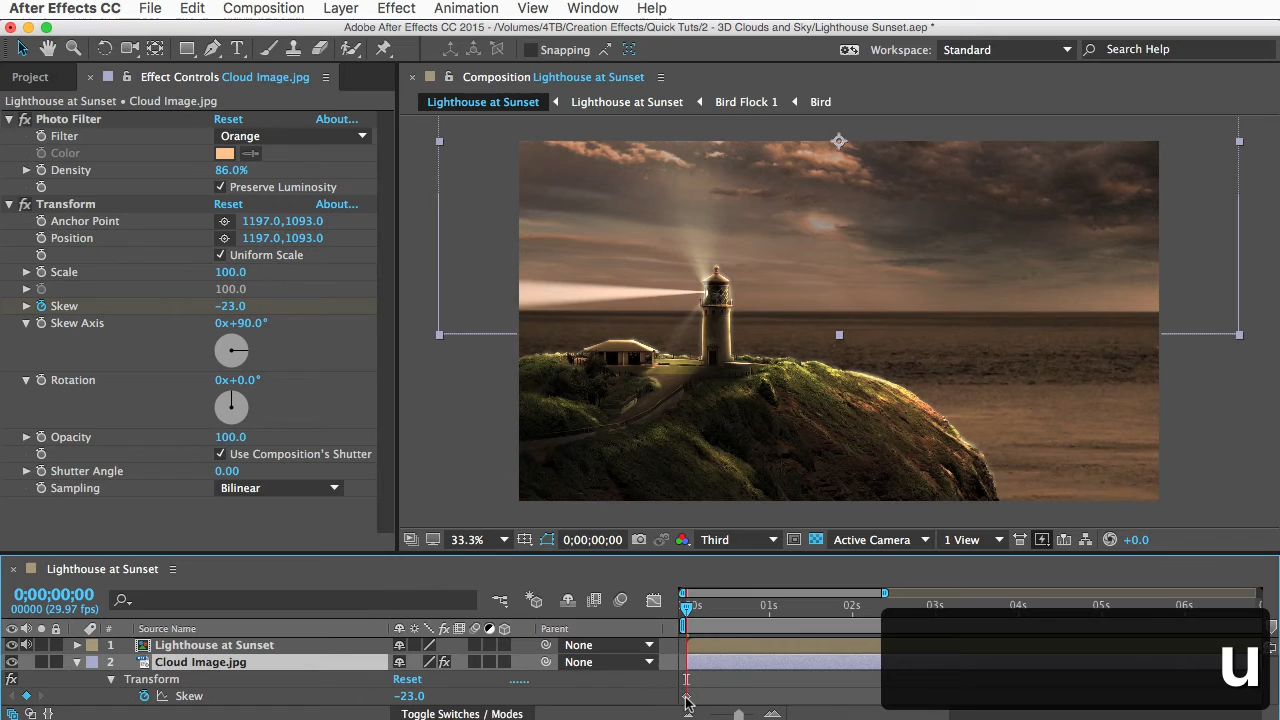 After Effects CC File Edit Composition Layer Effect Animation View Window Help
Adobe After Effects CC 2015 - /Volumes/4TB/Creation Effects/Quick Tuts/2 - 3D Clouds and Sky/Lighthouse Sunset.aep *
Snapping Workspace: Standard Search Help
Project Effect Controls Cloud Image.jpg Composition Lighthouse at Sunset
Lighthouse at Sunset • Cloud Image.jpg
Lighthouse at Sunset Lighthouse at Sunset Bird Flock 1 Bird
fx Photo Filter Reset About...
Filter Orange
Color
Density 86.0%
Preserve Luminosity
fx Transform Reset About...
Anchor Point 1197.0,1093.0
Position 1197.0,1093.0
Uniform Scale
Scale 100.0
100.0
Skew -23.0
Skew Axis 0x+90.0°
Rotation 0x+0.0°
Opacity 100.0
Use Composition's Shutter
Shutter Angle 0.00
Sampling Bilinear
33.3% 0;00;00;00 Third Active Camera 1 View +0.0
Lighthouse at Sunset
0;00;00;00
00000 (29.97 fps)
01s 02s 03s 04s 05s 06s
# Source Name fx Parent
1 Lighthouse at Sunset None
2 Cloud Image.jpg fx None
fx Transform Reset ......
Skew -23.0
Toggle Switches / Modes
u